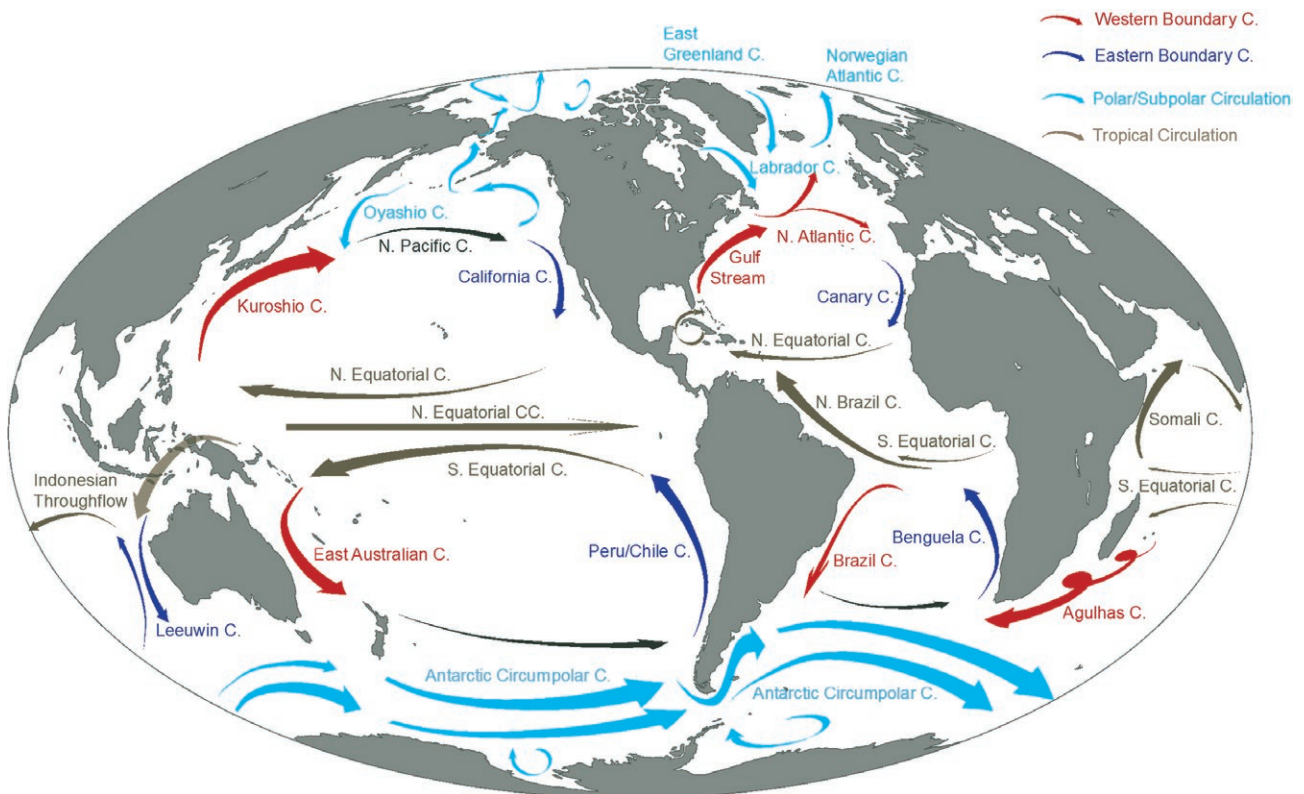 East
Greenland C.
Norwegian
Atlantic C.
Western Boundary C.
Eastern Boundary C.
Polar/Subpolar Circulation
Tropical Circulation
Labrador C.
Oyashio C.
N. Pacific C.
N. Atlantic C.
Gulf
Stream
California C.
Kuroshio C.
Canary C.
N. Equatorial C.
N. Equatorial C.
N. Equatorial CC.
N. Brazil C.
Somali C.
S. Equatorial C.
S. Equatorial C.
Indonesian
Throughflow
S. Equatorial C.
East Australian C.
Peru/Chile C.
Brazil C.
Benguela C.
Agulhas C.
Leeuwin C.
Antarctic Circumpolar C.
Antarctic Circumpolar C.